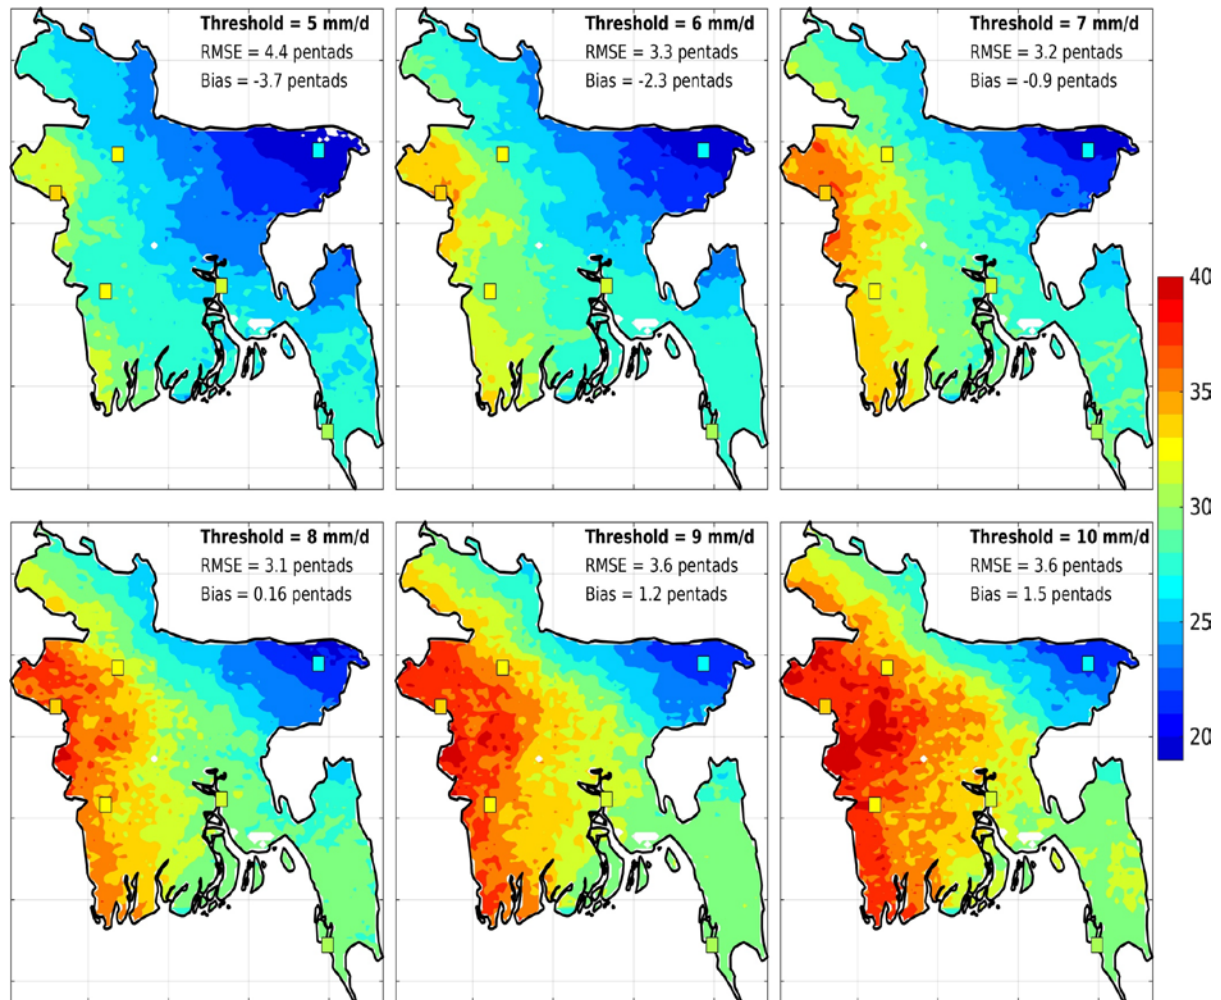 Threshold = 5 mm/d
RMSE = 4.4 pentads
Bias = -3.7 pentads
Threshold = 6 mm/d
RMSE = 3.3 pentads
Bias = -2.3 pentads
Threshold = 7 mm/d
RMSE = 3.2 pentads
Bias = -0.9 pentads
Threshold = 8 mm/d
RMSE = 3.1 pentads
Bias = 0.16 pentads
Threshold = 9 mm/d
RMSE = 3.6 pentads
Bias = 1.2 pentads
Threshold = 10 mm/d
RMSE = 3.6 pentads
Bias = 1.5 pentads
40
35
30
25
20